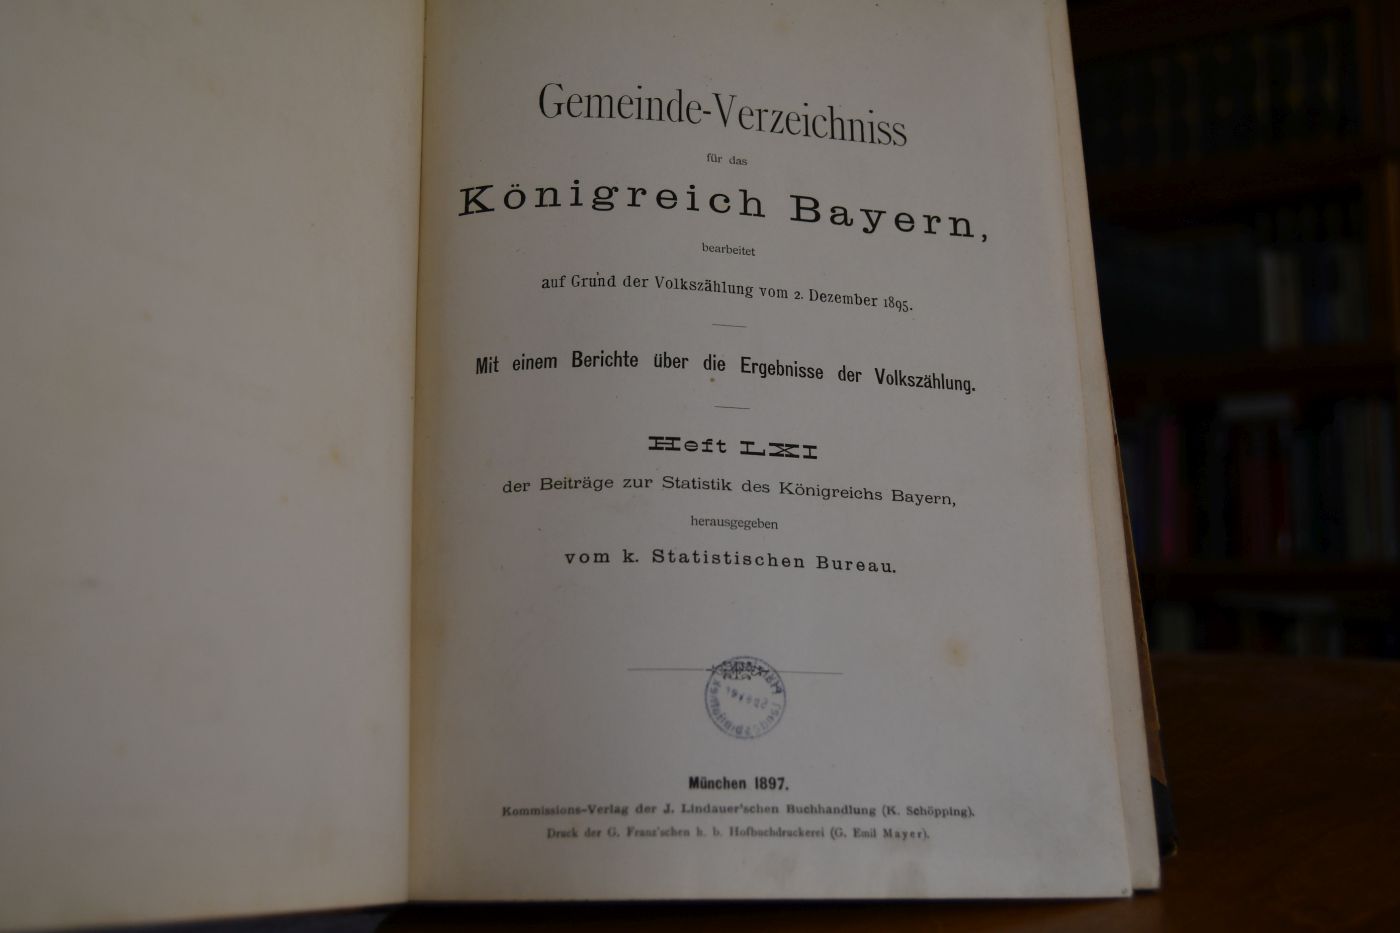 Gemeinde-Verzeichniss
für das
Königreich Bayern,
bearbeitet
auf Grund der Volkszählung vom 2. Dezember 1895.
Mit einem Berichte über die Ergebnisse der Volkszählung.
Heft LXI
der Beiträge zur Statistik des Königreichs Bayern,
herausgegeben
vom k. Statistischen Bureau.
München 1897.
Kommissions-Verlag der J. Lindauer'schen Buchhandlung (K. Schöpping).
Druck der G. Franz'schen h. b. Hofbuchdruckerei (G. Emil Mayer).